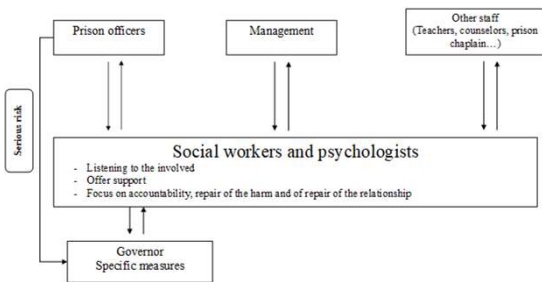 Prison officers
Management
Other staff
(Teachers, counselors, prison
chaplain…)
Serious risk
Social workers and psychologists
- Listening to the involved
- Offer support
- Focus on accountability, repair of the harm and of repair of the relationship
Governor
Specific measures